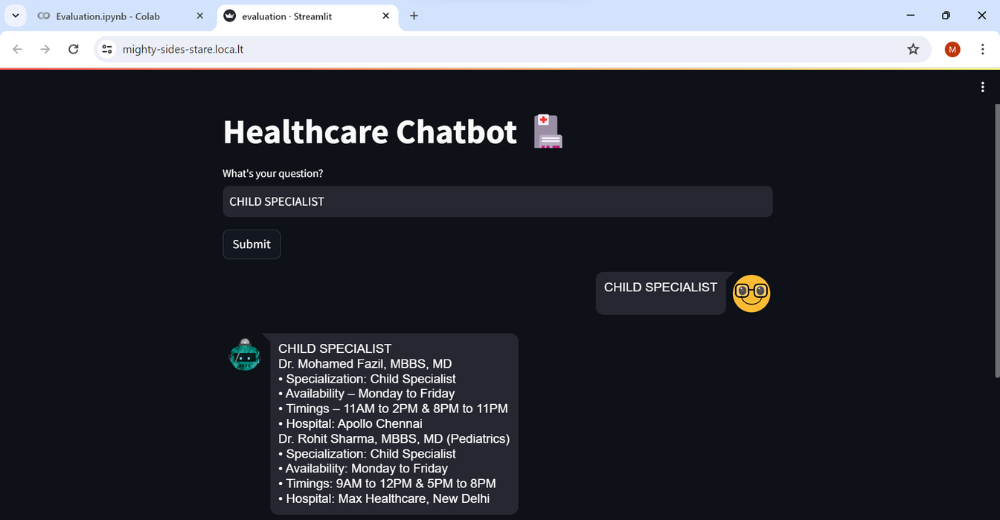 Evaluation.ipynb - Colab
evaluation · Streamlit
mighty-sides-stare.loca.lt
M
Healthcare Chatbot
What's your question?
CHILD SPECIALIST
Submit
CHILD SPECIALIST
CHILD SPECIALIST
Dr. Mohamed Fazil, MBBS, MD
• Specialization: Child Specialist
• Availability – Monday to Friday
• Timings – 11AM to 2PM & 8PM to 11PM
• Hospital: Apollo Chennai
Dr. Rohit Sharma, MBBS, MD (Pediatrics)
• Specialization: Child Specialist
• Availability: Monday to Friday
• Timings: 9AM to 12PM & 5PM to 8PM
• Hospital: Max Healthcare, New Delhi